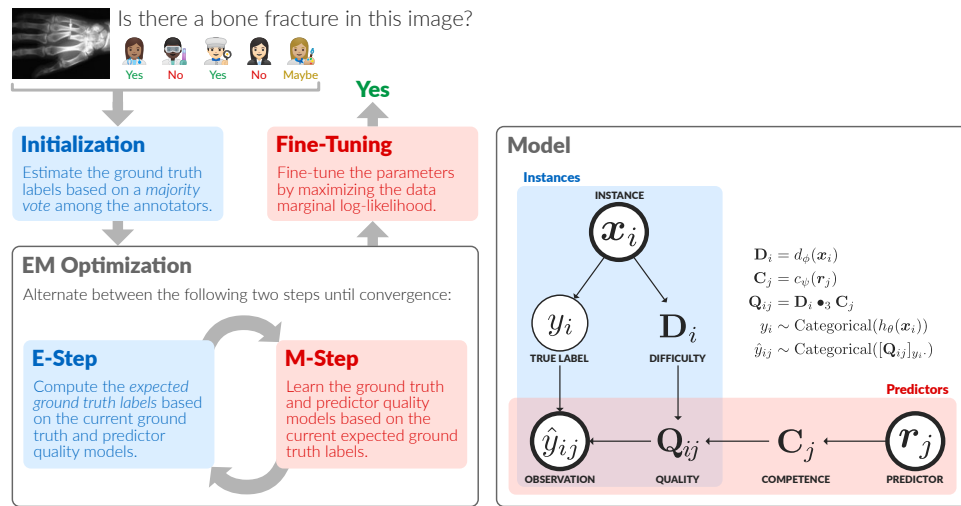 Is there a bone fracture in this image?
Yes No Yes No Maybe
Yes
Initialization
Estimate the ground truth
labels based on a majority
vote among the annotators.
Fine-Tuning
Fine-tune the parameters
by maximizing the data
marginal log-likelihood.
EM Optimization
Alternate between the following two steps until convergence:
E-Step
Compute the expected
ground truth labels based
on the current ground
truth and predictor
quality models.
M-Step
Learn the ground truth
and predictor quality
models based on the
current expected ground
truth labels.
Model
Instances
INSTANCE
x_i
y_i
D_i
TRUE LABEL
DIFFICULTY
D_i = d_ϕ(x_i)
C_j = c_ψ(r_j)
Q_ij = D_i •_3 C_j
y_i ∼ Categorical(h_θ(x_i))
ŷ_ij ∼ Categorical([Q_ij]_{y_i·})
Predictors
ŷ_ij
Q_ij
C_j
r_j
OBSERVATION
QUALITY
COMPETENCE
PREDICTOR